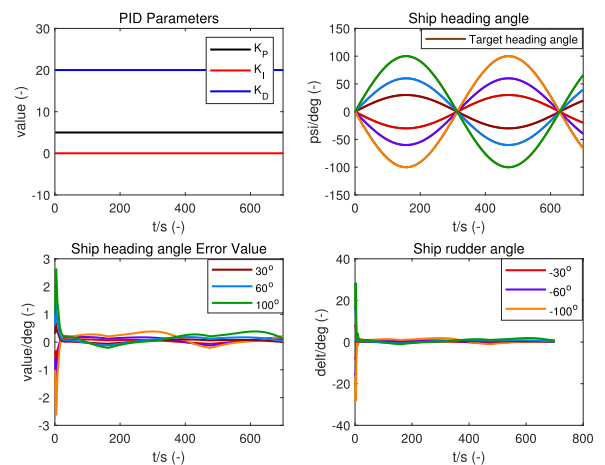 PID Parameters
30
20
10
0
-10
value (-)
K_P
K_I
K_D
0
200
400
600
t/s (-)
Ship heading angle
150
100
50
0
-50
-100
-150
psi/deg (-)
Target heading angle
0
200
400
600
t/s (-)
Ship heading angle Error Value
3
2
1
0
-1
-2
-3
value/deg (-)
30°
60°
100°
0
200
400
600
t/s (-)
Ship rudder angle
40
20
0
-20
-40
delt/deg (-)
-30°
-60°
-100°
0
200
400
600
800
t/s (-)